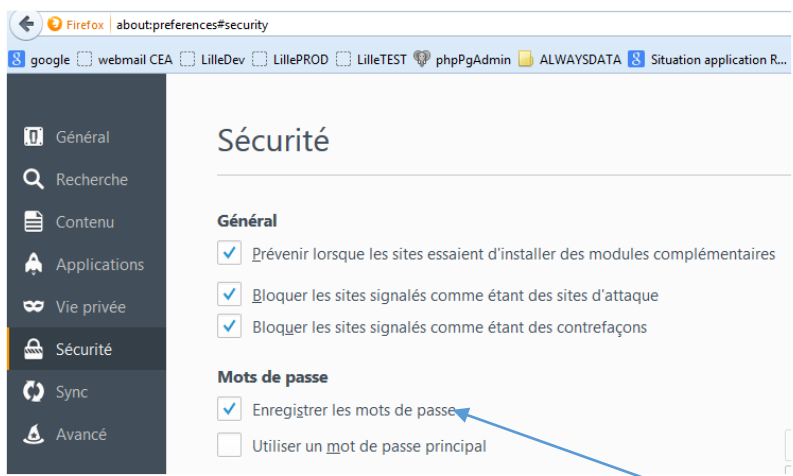 Firefox about:preferences#security
google webmail CEA LilleDev LillePROD LilleTEST phpPgAdmin ALWAYSDATA Situation application R...
Général
Recherche
Contenu
Applications
Vie privée
Sécurité
Sync
Avancé
Sécurité
Général
Prévenir lorsque les sites essaient d'installer des modules complémentaires
Bloquer les sites signalés comme étant des sites d'attaque
Bloquer les sites signalés comme étant des contrefaçons
Mots de passe
Enregistrer les mots de passe
Utiliser un mot de passe principal